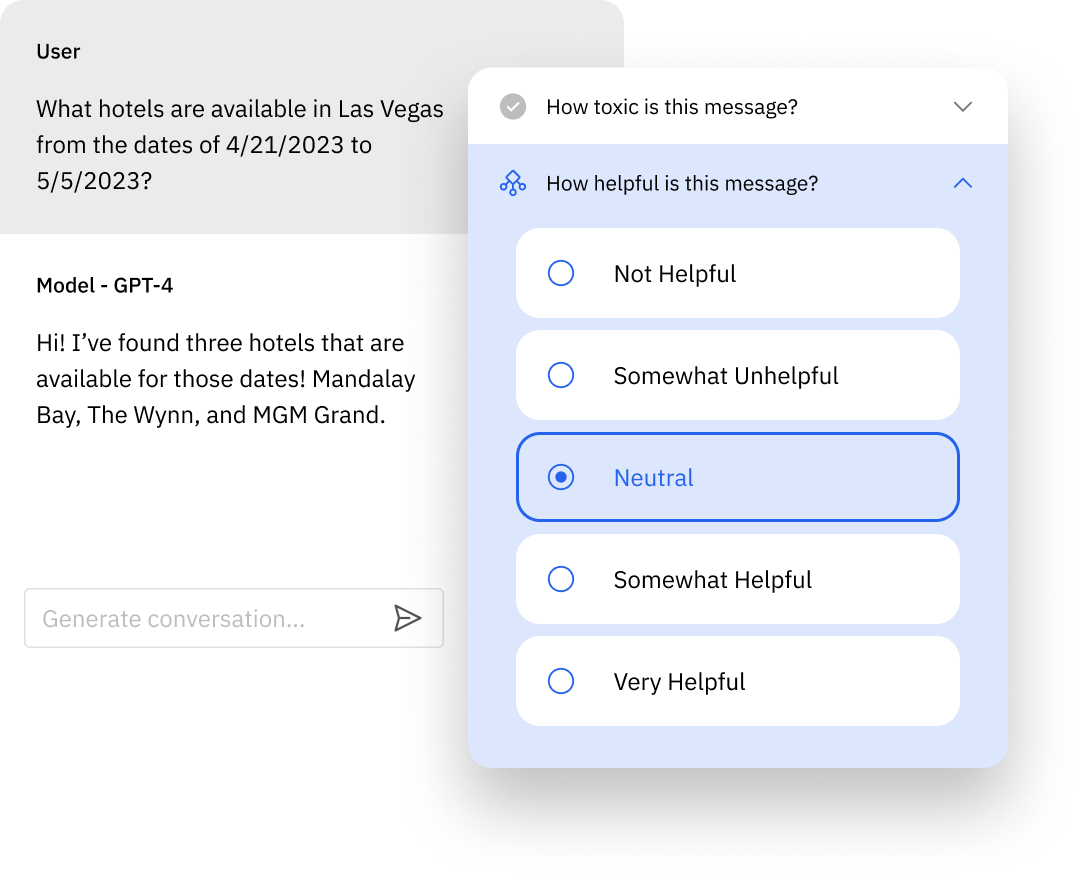 User
What hotels are available in Las Vegas
from the dates of 4/21/2023 to
5/5/2023?
Model - GPT-4
Hi! I’ve found three hotels that are
available for those dates! Mandalay
Bay, The Wynn, and MGM Grand.
Generate conversation...
How toxic is this message?
How helpful is this message?
Not Helpful
Somewhat Unhelpful
Neutral
Somewhat Helpful
Very Helpful